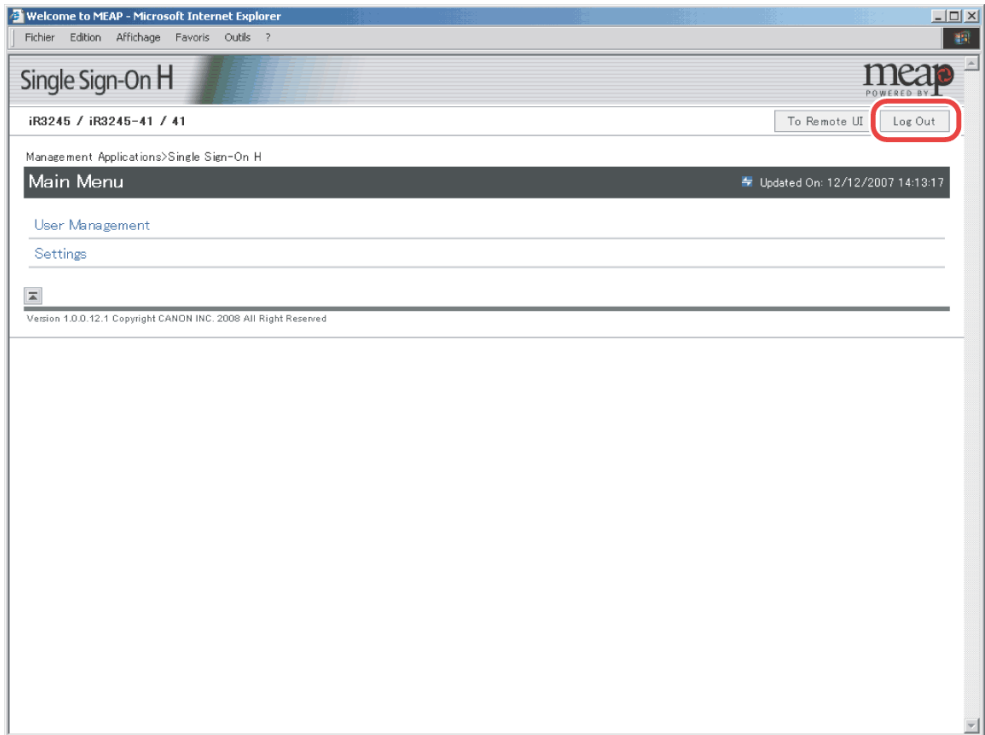 Welcome to MEAP - Microsoft Internet Explorer
Fichier Edition Affichage Favoris Outils ?
Single Sign-On H
meap
POWERED BY
iR3245 / iR3245-41 / 41
To Remote UI
Log Out
Management Applications>Single Sign-On H
Main Menu
Updated On: 12/12/2007 14:13:17
User Management
Settings
Version 1.0.0.12.1 Copyright CANON INC. 2008 All Right Reserved